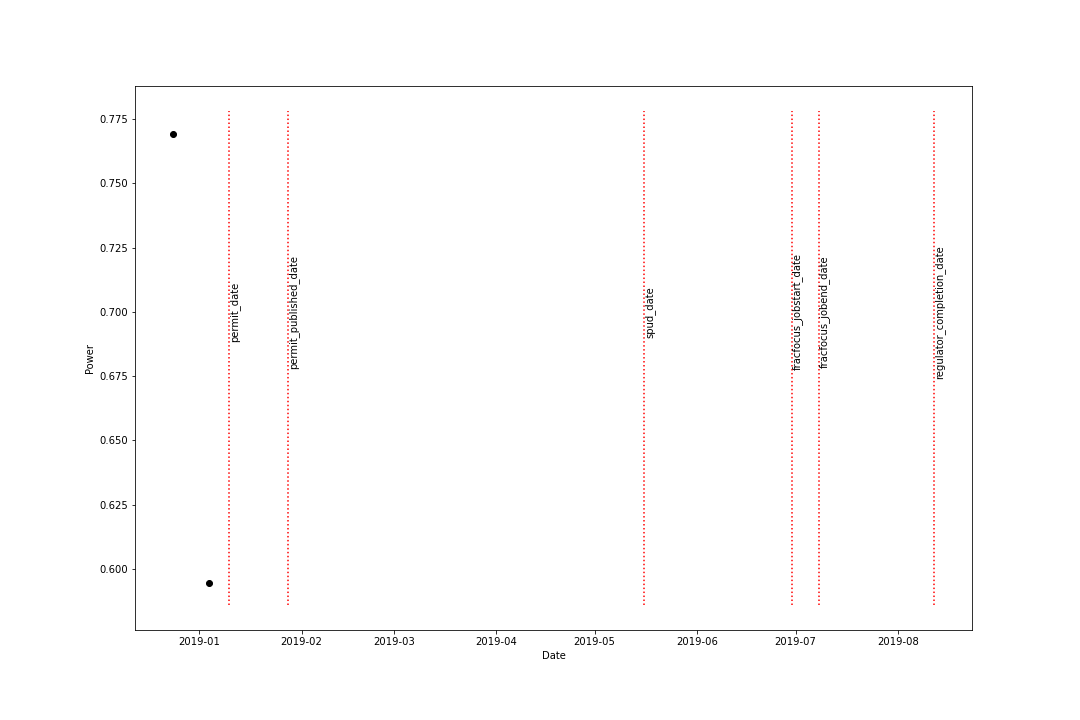 0.775
0.750
0.725
0.700
0.675
0.650
0.625
0.600
Power
permit_date
permit_published_date
spud_date
fracfocus_jobstart_date
fracfocus_jobend_date
regulator_completion_date
2019-01
2019-02
2019-03
2019-04
2019-05
2019-06
2019-07
2019-08
Date